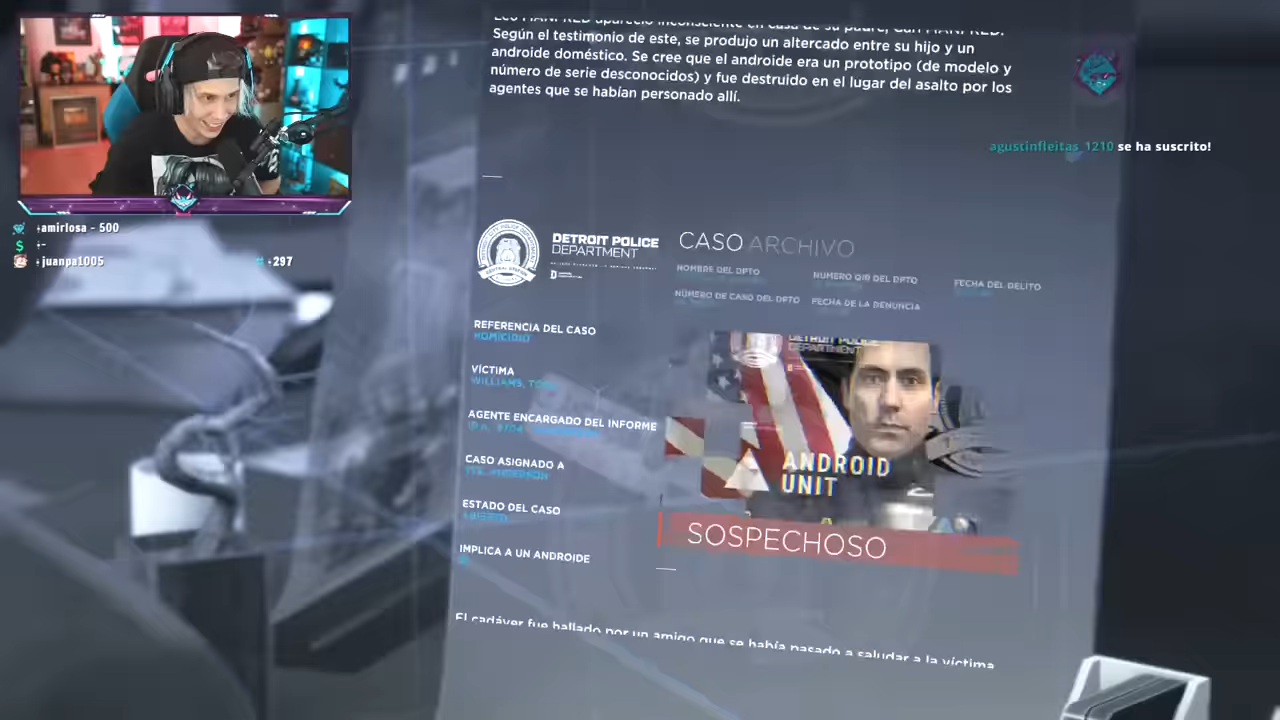 Según el testimonio de este, se produjo un altercado entre su hijo y un
androide doméstico. Se cree que el androide era un prototipo (de modelo y
número de serie desconocidos) y fue destruido en el lugar del asalto por los
agentes que se habían personado allí.
agustinfleitas_1210 se ha suscrito!
amirlosa - 500
$ -
juanpa1005
+297
DETROIT POLICE
DEPARTMENT
CASO ARCHIVO
NOMBRE DEL DPTO
NÚMERO QIR DEL DPTO
FECHA DEL DELITO
NÚMERO DE CASO DEL DPTO
FECHA DE LA DENUNCIA
REFERENCIA DEL CASO
HOMICIDIO
VÍCTIMA
WILLIAMS,
AGENTE ENCARGADO DEL INFORME
CASO ASIGNADO A
ANDERSON
ESTADO DEL CASO
ABIERTO
IMPLICA A UN ANDROIDE
DETROIT POLICE
DEPARTMENT
ANDROID
UNIT
SOSPECHOSO
El cadáver fue hallado por un amigo que se había pasado a saludar a la víctima